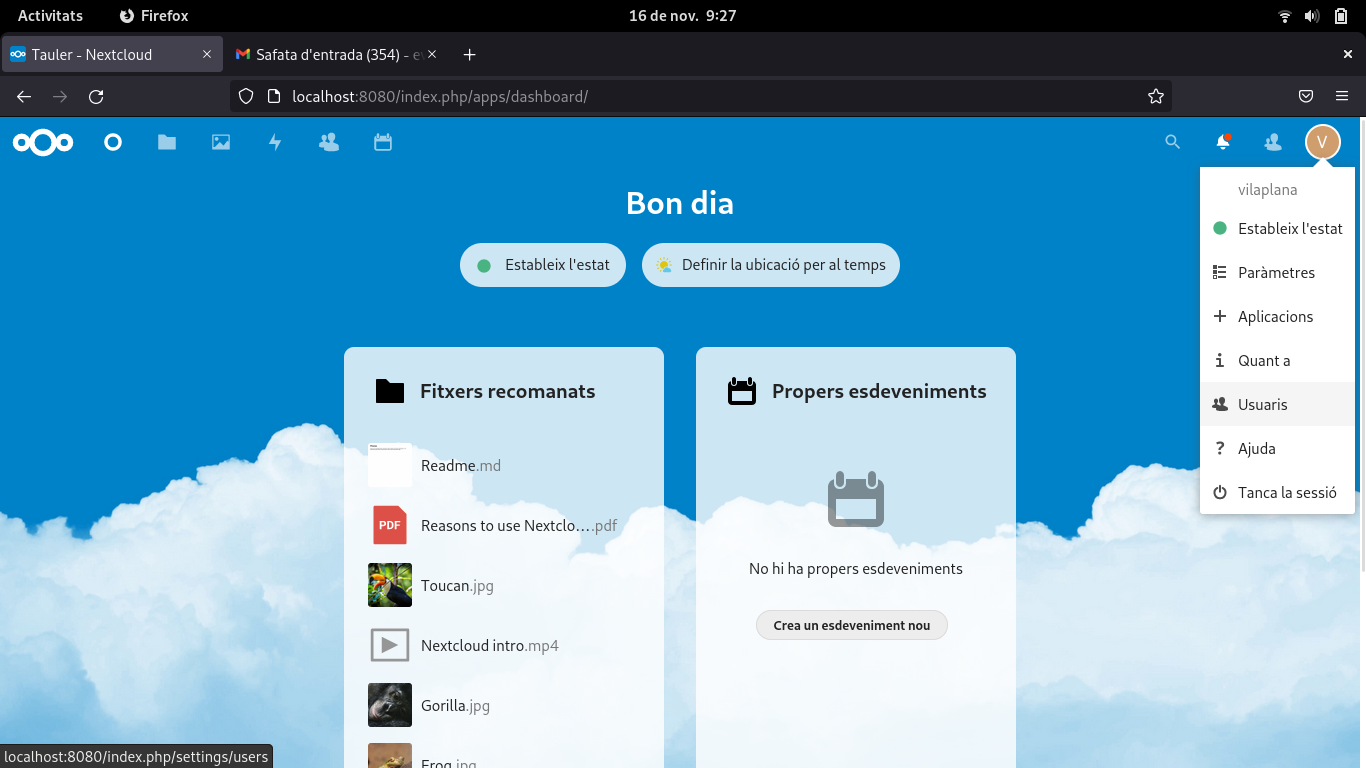 Activitats
Firefox
16 de nov. 9:27
Tauler - Nextcloud
Safata d'entrada (354) - ev
localhost:8080/index.php/apps/dashboard/
V
Bon dia
Estableix l'estat
Definir la ubicació per al temps
vilaplana
Estableix l'estat
Paràmetres
Aplicacions
Quant a
Usuaris
Ajuda
Tanca la sessió
Fitxers recomanats
Readme.md
PDF
Reasons to use Nextclo….pdf
Toucan.jpg
Nextcloud intro.mp4
Gorilla.jpg
Frog.jpg
Propers esdeveniments
No hi ha propers esdeveniments
Crea un esdeveniment nou
localhost:8080/index.php/settings/users